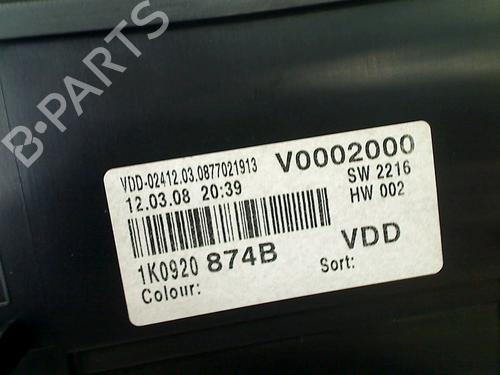 B-PARTS
VDD-02412.03.0877021913 V0002000
12.03.08 20:39 SW 2216
HW 002
1K0920 874B VDD
Colour: Sort: